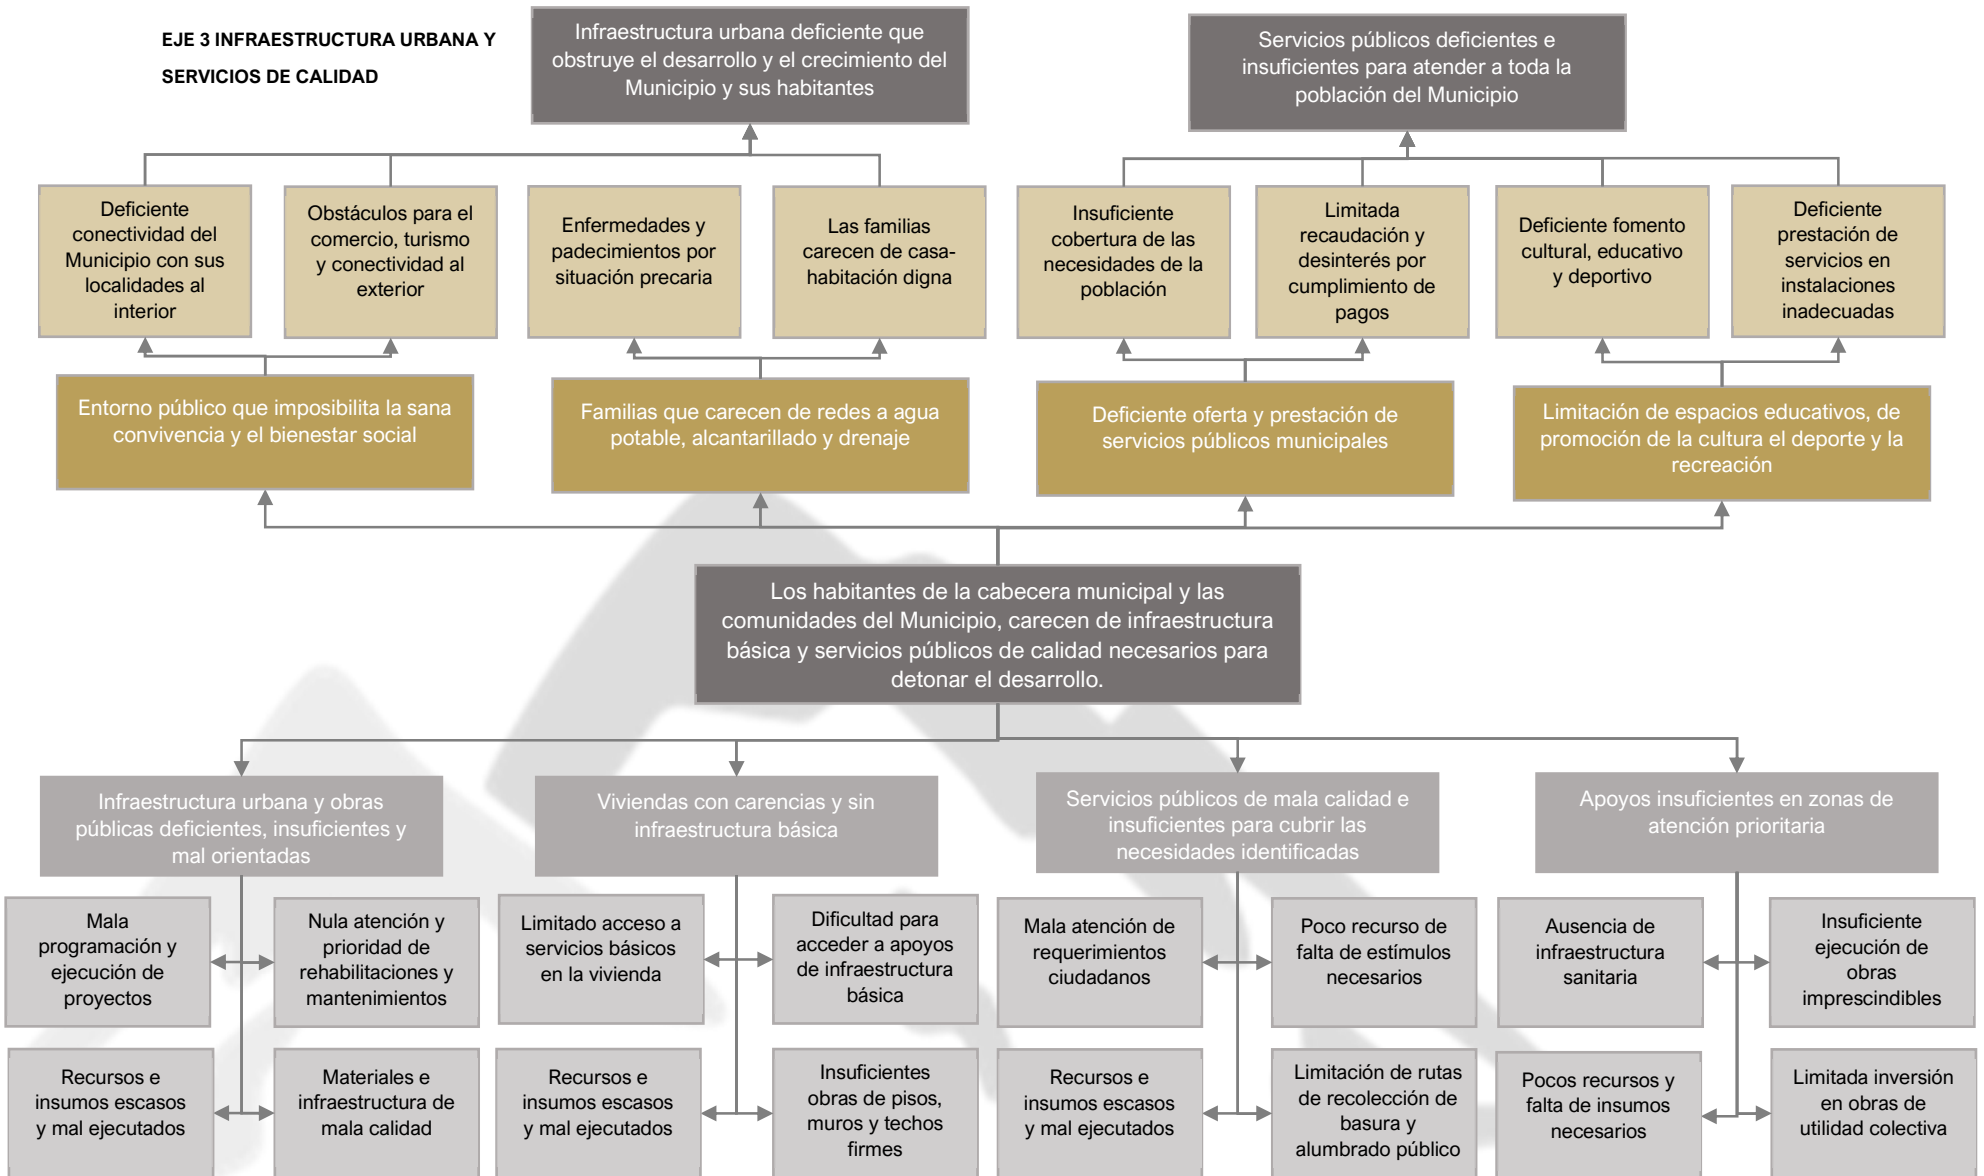 EJE 3 INFRAESTRUCTURA URBANA Y
SERVICIOS DE CALIDAD
Infraestructura urbana deficiente que
obstruye el desarrollo y el crecimiento del
Municipio y sus habitantes
Servicios públicos deficientes e
insuficientes para atender a toda la
población del Municipio
Deficiente
conectividad del
Municipio con sus
localidades al
interior
Obstáculos para el
comercio, turismo
y conectividad al
exterior
Enfermedades y
padecimientos por
situación precaria
Las familias
carecen de casa-
habitación digna
Insuficiente
cobertura de las
necesidades de la
población
Limitada
recaudación y
desinterés por
cumplimiento de
pagos
Deficiente fomento
cultural, educativo
y deportivo
Deficiente
prestación de
servicios en
instalaciones
inadecuadas
Entorno público que imposibilita la sana
convivencia y el bienestar social
Familias que carecen de redes a agua
potable, alcantarillado y drenaje
Deficiente oferta y prestación de
servicios públicos municipales
Limitación de espacios educativos, de
promoción de la cultura el deporte y la
recreación
Los habitantes de la cabecera municipal y las
comunidades del Municipio, carecen de infraestructura
básica y servicios públicos de calidad necesarios para
detonar el desarrollo.
Infraestructura urbana y obras
públicas deficientes, insuficientes y
mal orientadas
Viviendas con carencias y sin
infraestructura básica
Servicios públicos de mala calidad e
insuficientes para cubrir las
necesidades identificadas
Apoyos insuficientes en zonas de
atención prioritaria
Mala
programación y
ejecución de
proyectos
Nula atención y
prioridad de
rehabilitaciones y
mantenimientos
Limitado acceso a
servicios básicos
en la vivienda
Dificultad para
acceder a apoyos
de infraestructura
básica
Mala atención de
requerimientos
ciudadanos
Poco recurso de
falta de estímulos
necesarios
Ausencia de
infraestructura
sanitaria
Insuficiente
ejecución de
obras
imprescindibles
Recursos e
insumos escasos
y mal ejecutados
Materiales e
infraestructura de
mala calidad
Recursos e
insumos escasos
y mal ejecutados
Insuficientes
obras de pisos,
muros y techos
firmes
Recursos e
insumos escasos
y mal ejecutados
Limitación de rutas
de recolección de
basura y
alumbrado público
Pocos recursos y
falta de insumos
necesarios
Limitada inversión
en obras de
utilidad colectiva